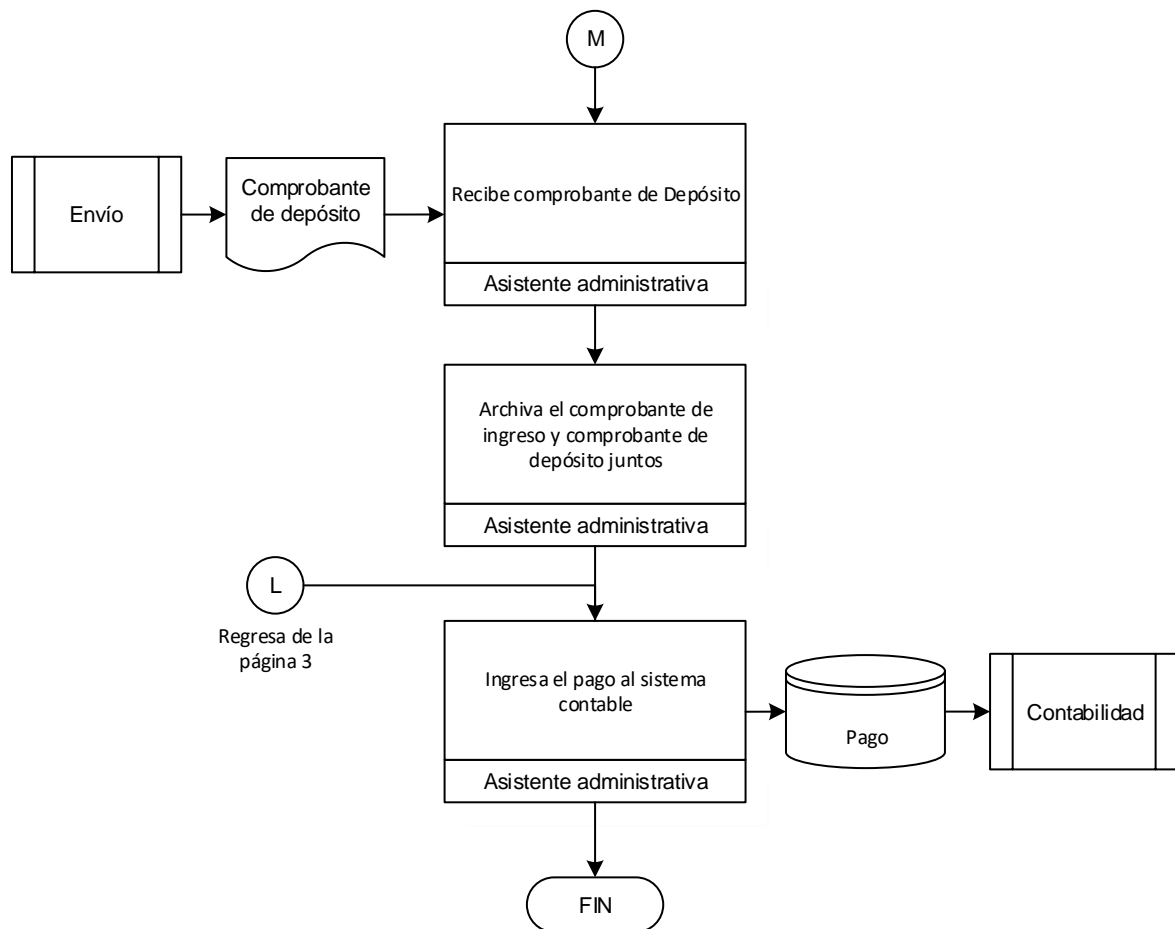 M
Envío
Comprobante
de depósito
Recibe comprobante de Depósito
Asistente administrativa
Archiva el comprobante de
ingreso y comprobante de
depósito juntos
Asistente administrativa
L
Regresa de la
página 3
Ingresa el pago al sistema
contable
Asistente administrativa
Pago
Contabilidad
FIN